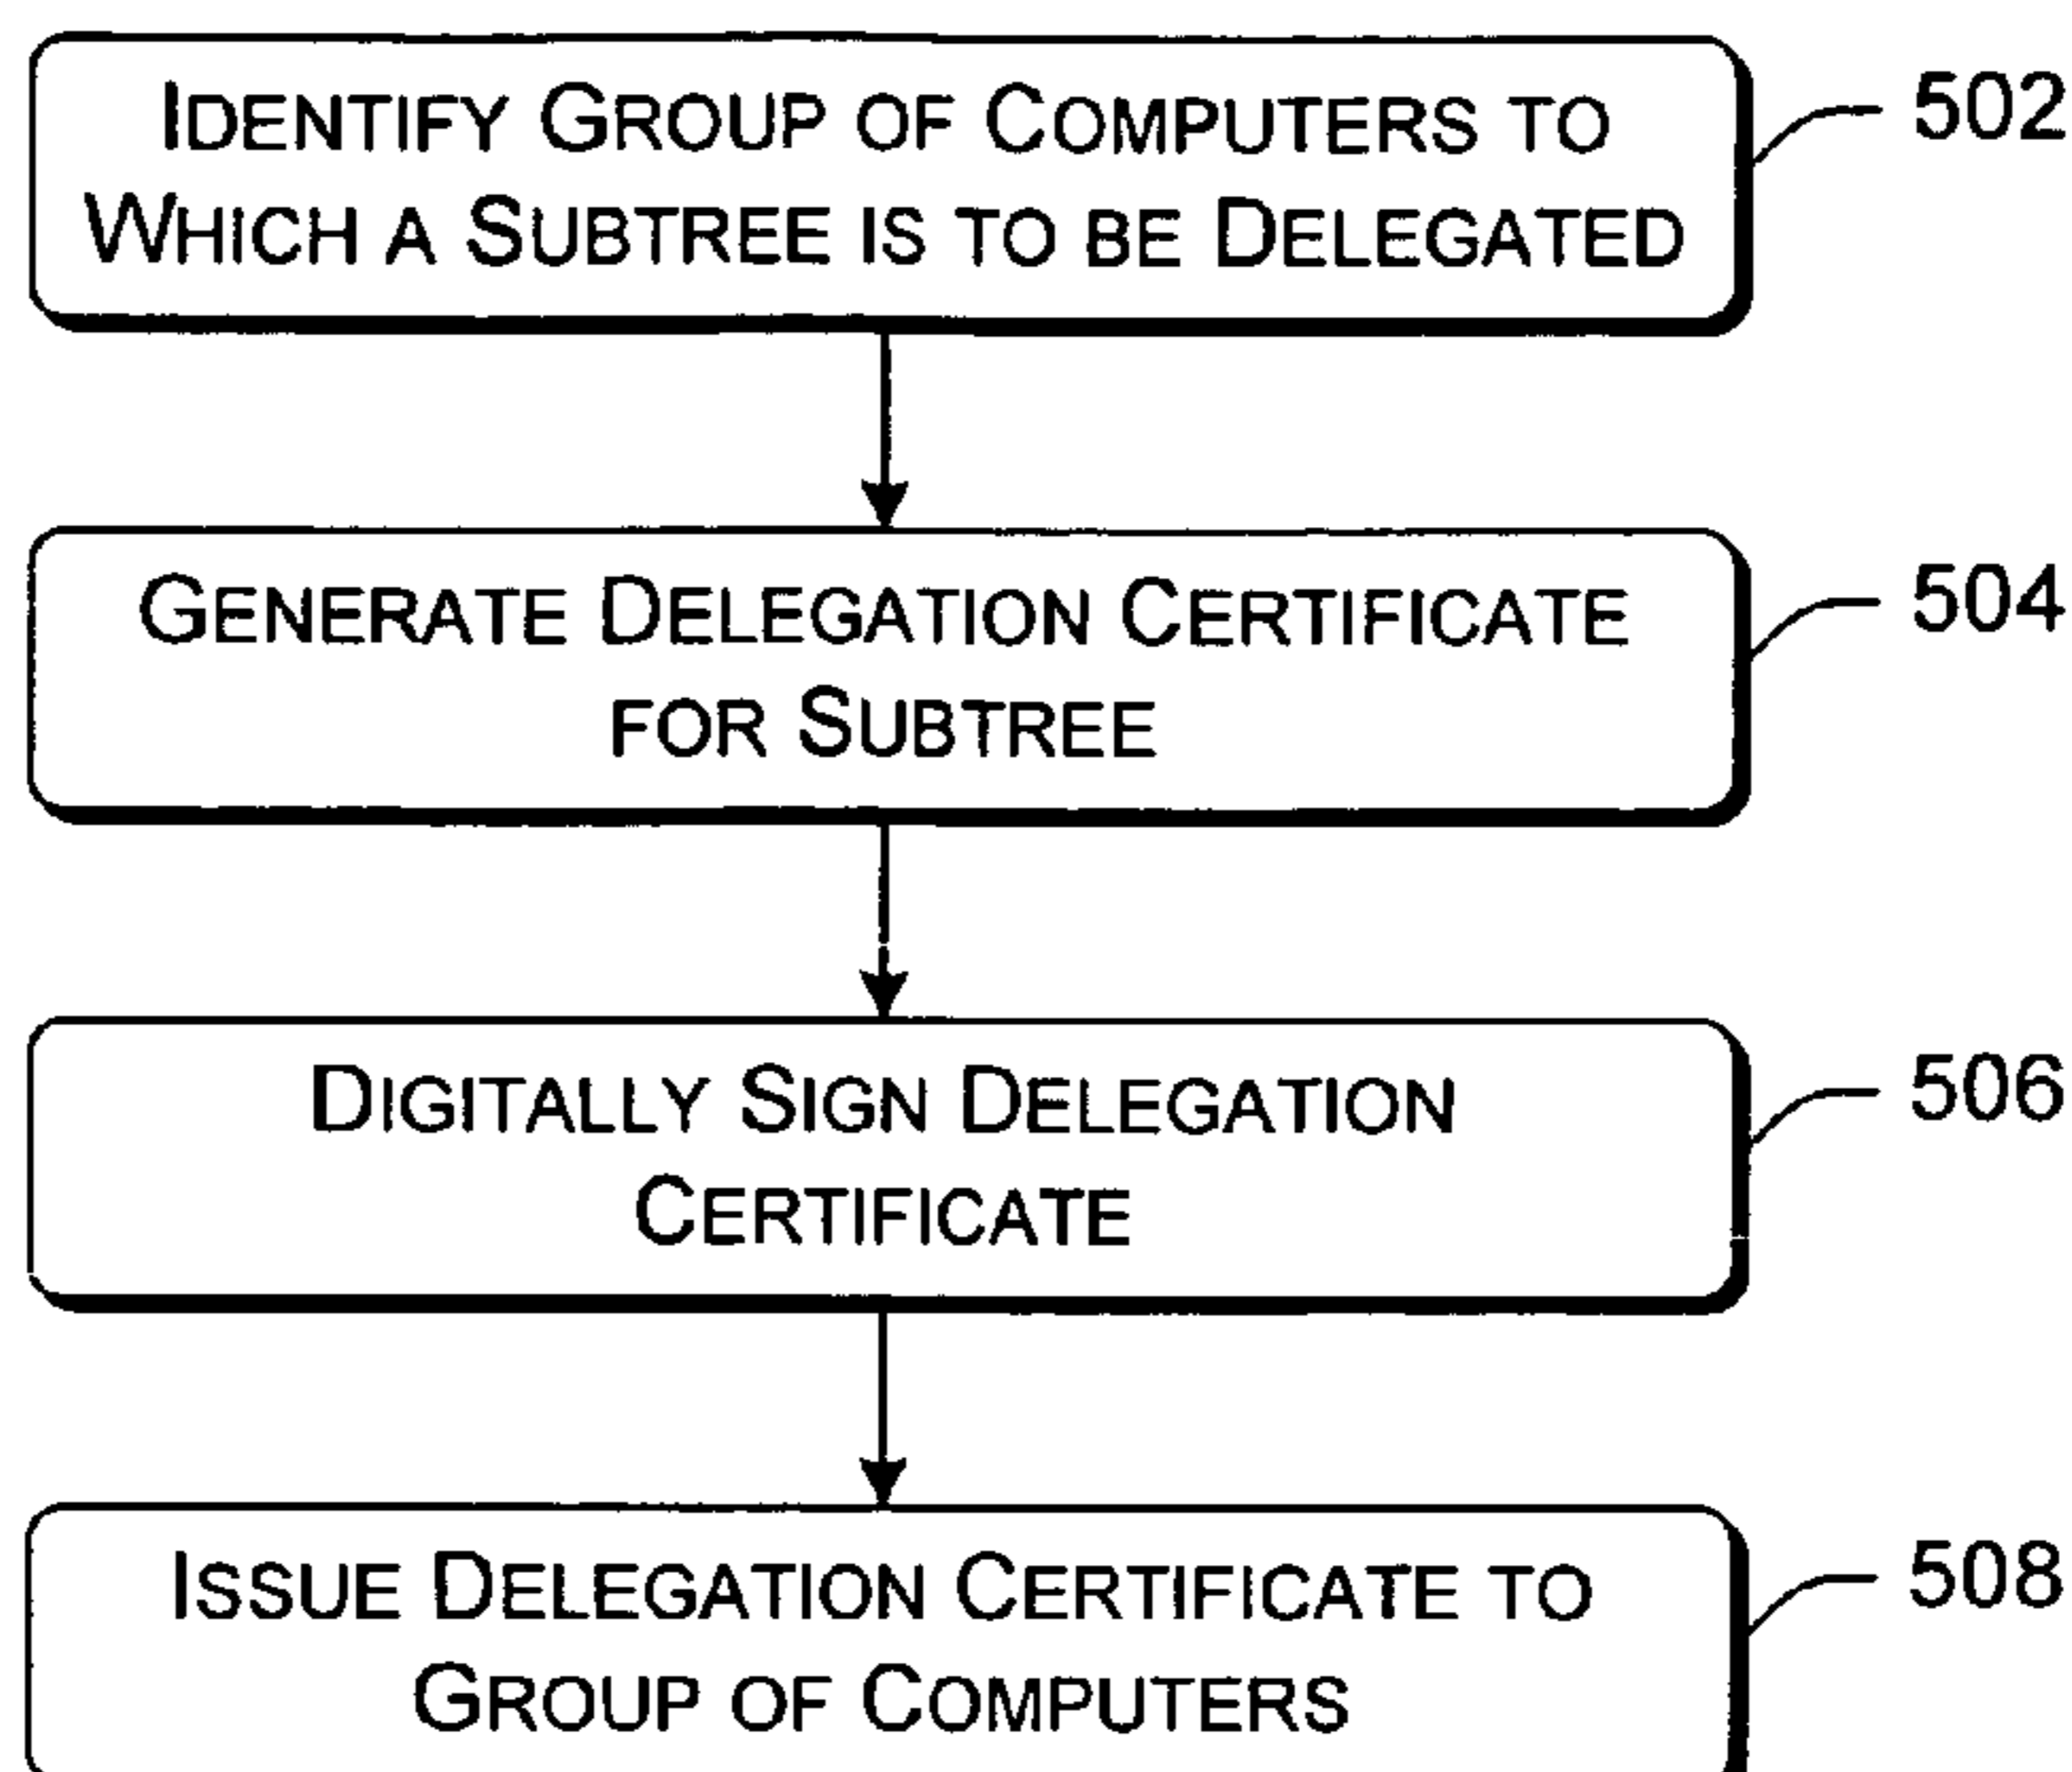 IDENTIFY GROUP OF COMPUTERS TO
WHICH A SUBTREE IS TO BE DELEGATED
502
GENERATE DELEGATION CERTIFICATE
FOR SUBTREE
504
DIGITALLY SIGN DELEGATION
CERTIFICATE
506
ISSUE DELEGATION CERTIFICATE TO
GROUP OF COMPUTERS
508